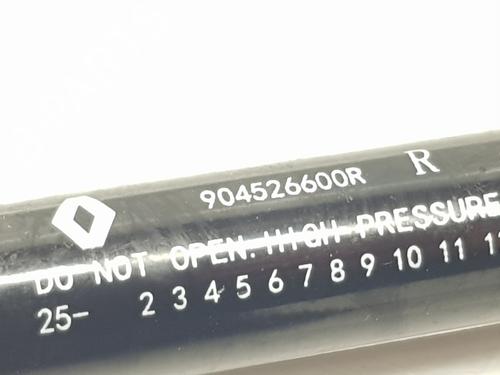 904526600R R
DO NOT OPEN. HIGH PRESSURE
25- 2 3 4 5 6 7 8 9 10 11